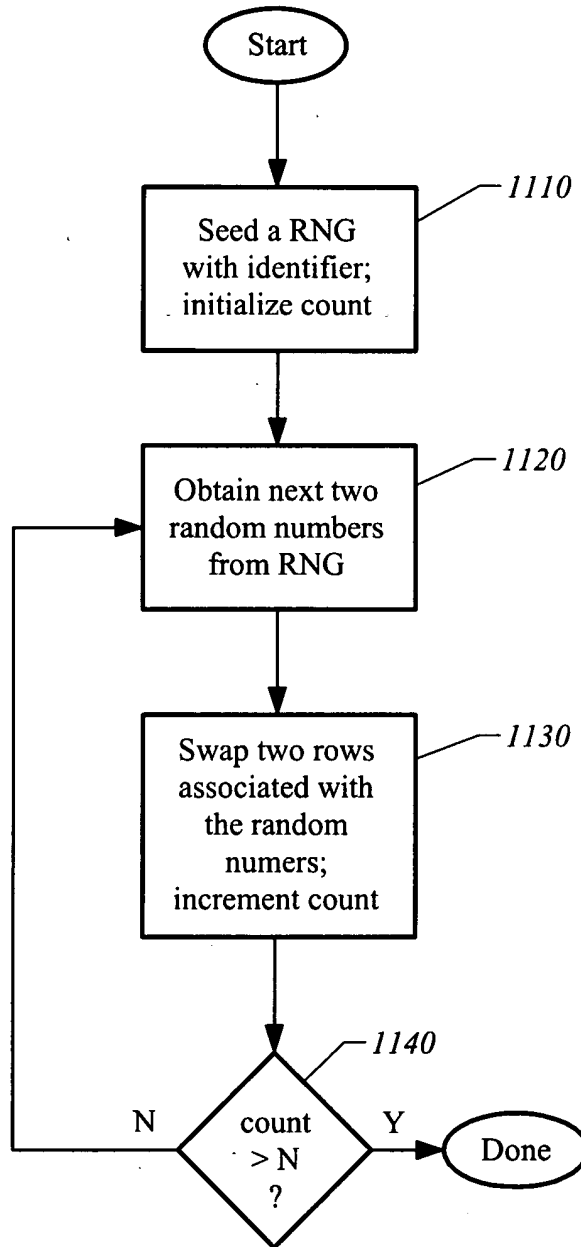 Start
1110
Seed a RNG
with identifier;
initialize count
1120
Obtain next two
random numbers
from RNG
1130
Swap two rows
associated with
the random
numers;
increment count
1140
N
count
> N
?
Y
Done